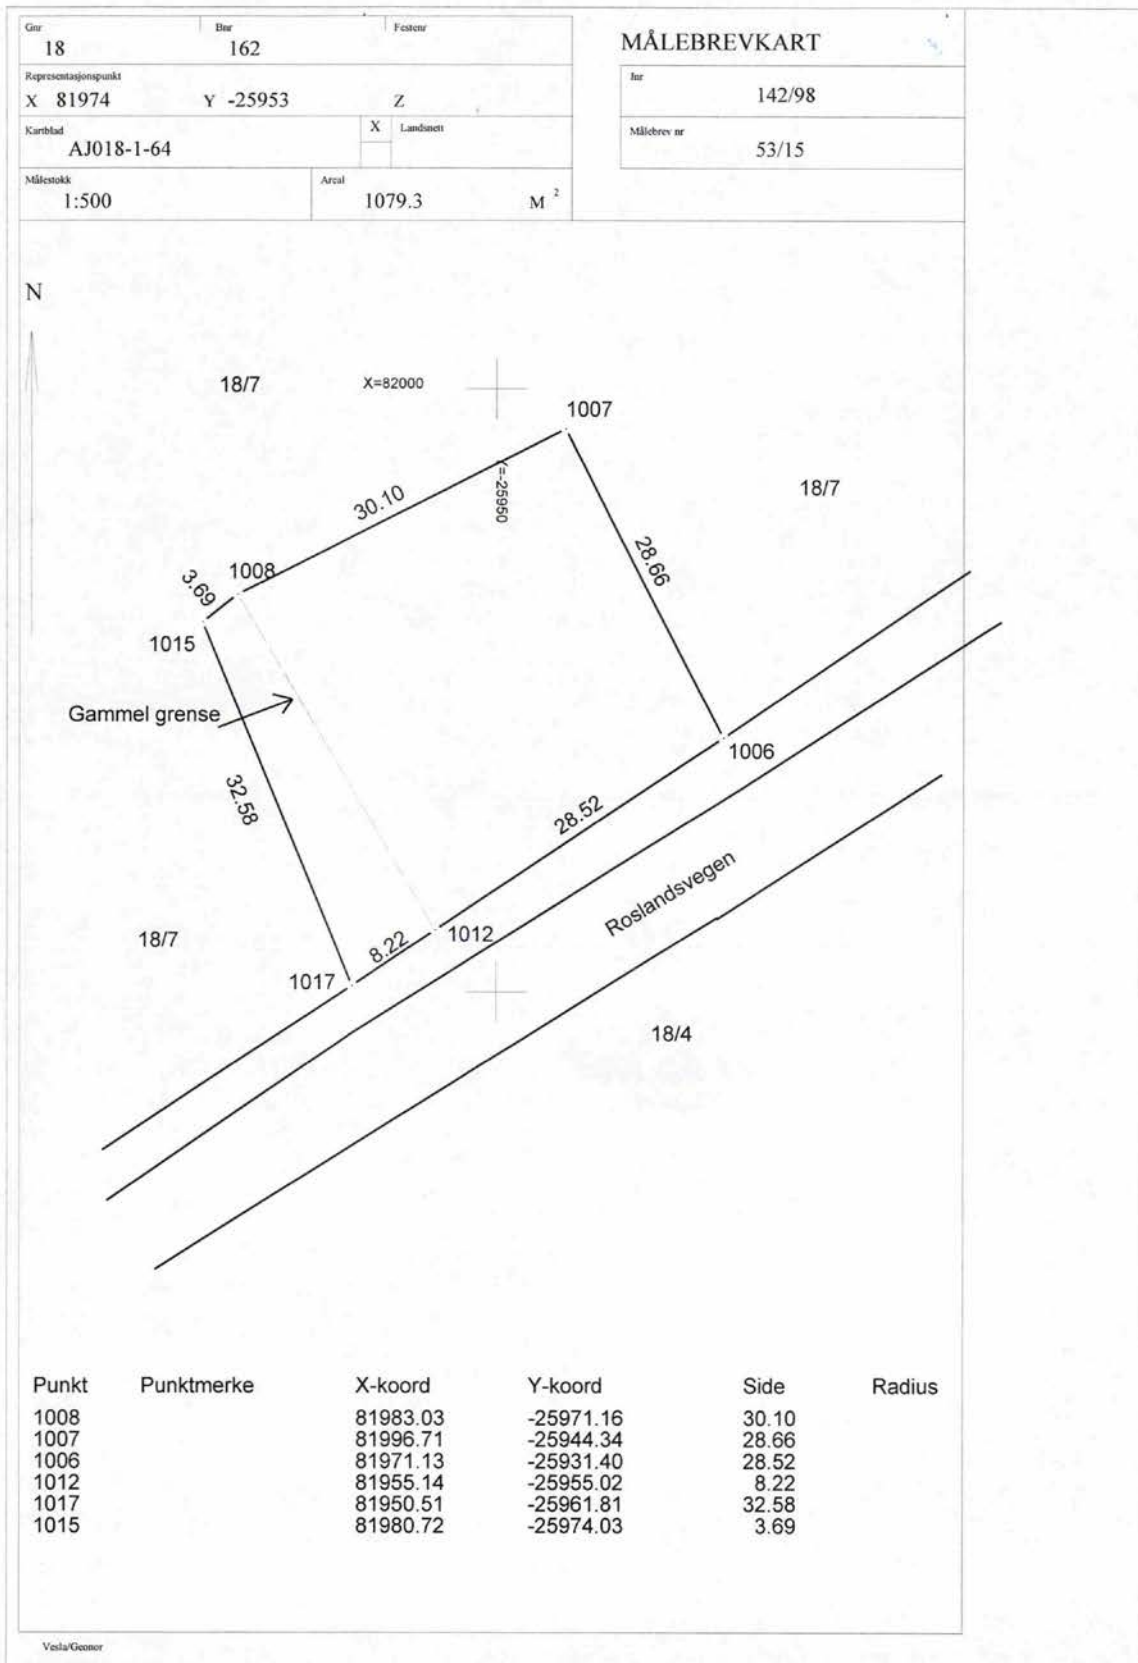 Gnr Bnr Festenr
18 162
MÅLEBREVKART
Representasjonspunkt
X 81974 Y -25953 Z
Jnr
142/98
Kartblad X Landsnett
AJ018-1-64
Målebrev nr
53/15
Målestokk Areal
1:500 1079.3 M 2
N
18/7 X=82000
1007
Y=-25950
18/7
30.10
28.66
1008
3.69
1015
Gammel grense
1006
32.58
28.52
Roslandsvegen
18/7
8.22
1012
1017
18/4
Punkt Punktmerke X-koord Y-koord Side Radius
1008 81983.03 -25971.16 30.10
1007 81996.71 -25944.34 28.66
1006 81971.13 -25931.40 28.52
1012 81955.14 -25955.02 8.22
1017 81950.51 -25961.81 32.58
1015 81980.72 -25974.03 3.69
Vesla/Geonor